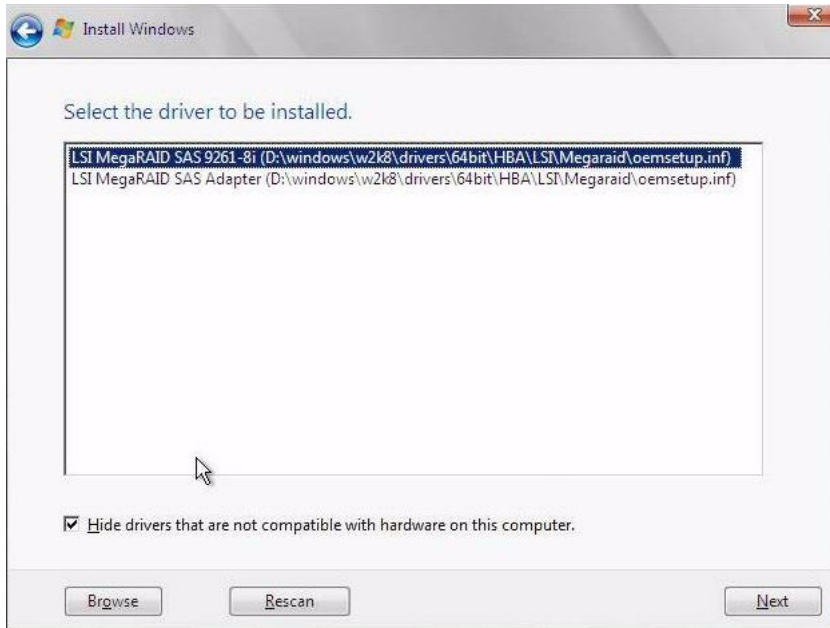 Install Windows
Select the driver to be installed.
LSI MegaRAID SAS 9261-8i (D:\windows\w2k8\drivers\64bit\HBA\LSI\Megaraid\oemsetup.inf)
LSI MegaRAID SAS Adapter (D:\windows\w2k8\drivers\64bit\HBA\LSI\Megaraid\oemsetup.inf)
Hide drivers that are not compatible with hardware on this computer.
Browse
Rescan
Next